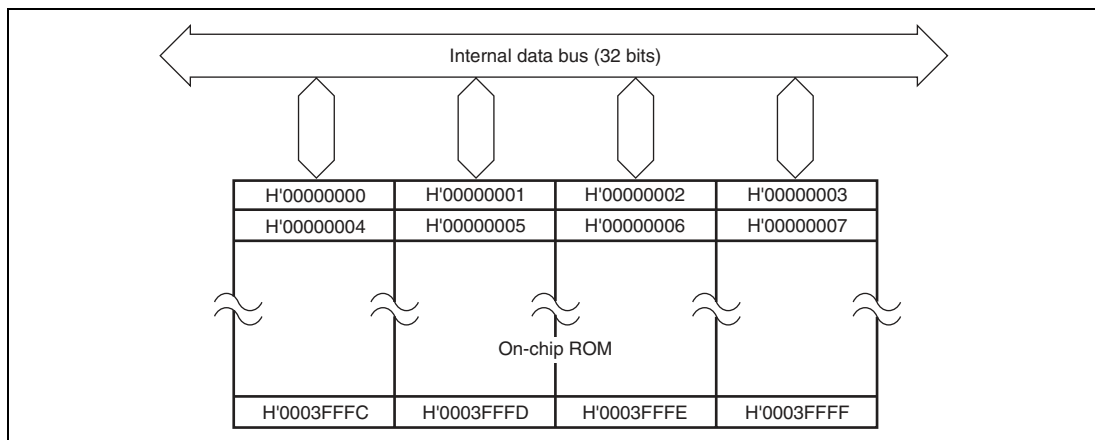 Internal data bus (32 bits)
H'00000000 H'00000001 H'00000002 H'00000003
H'00000004 H'00000005 H'00000006 H'00000007
On-chip ROM
H'0003FFFC H'0003FFFD H'0003FFFE H'0003FFFF